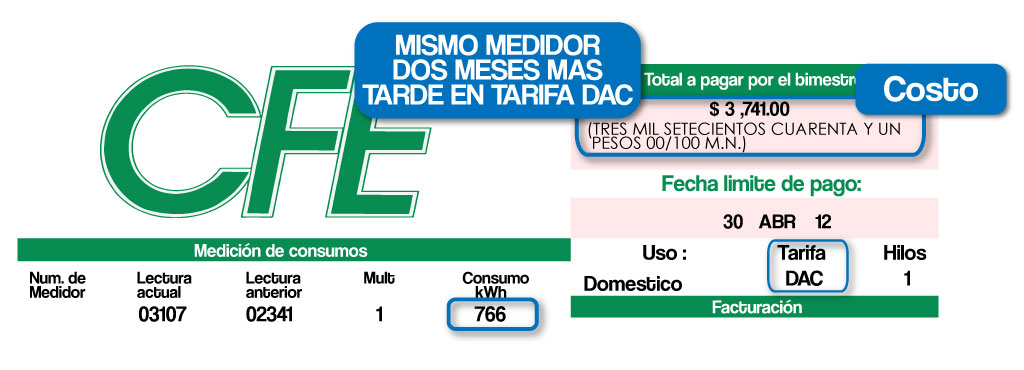 MISMO MEDIDOR
DOS MESES MAS
TARDE EN TARIFA DAC
CFE
Total a pagar por el bimestre
Costo
$ 3 ,741.00
(TRES MIL SETECIENTOS CUARENTA Y UN
PESOS 00/100 M.N.)
Fecha limite de pago:
30 ABR 12
Medición de consumos
Uso : Tarifa Hilos
Domestico DAC 1
Num. de Lectura Lectura Mult Consumo
Medidor actual anterior kWh
03107 02341 1 766
Facturación